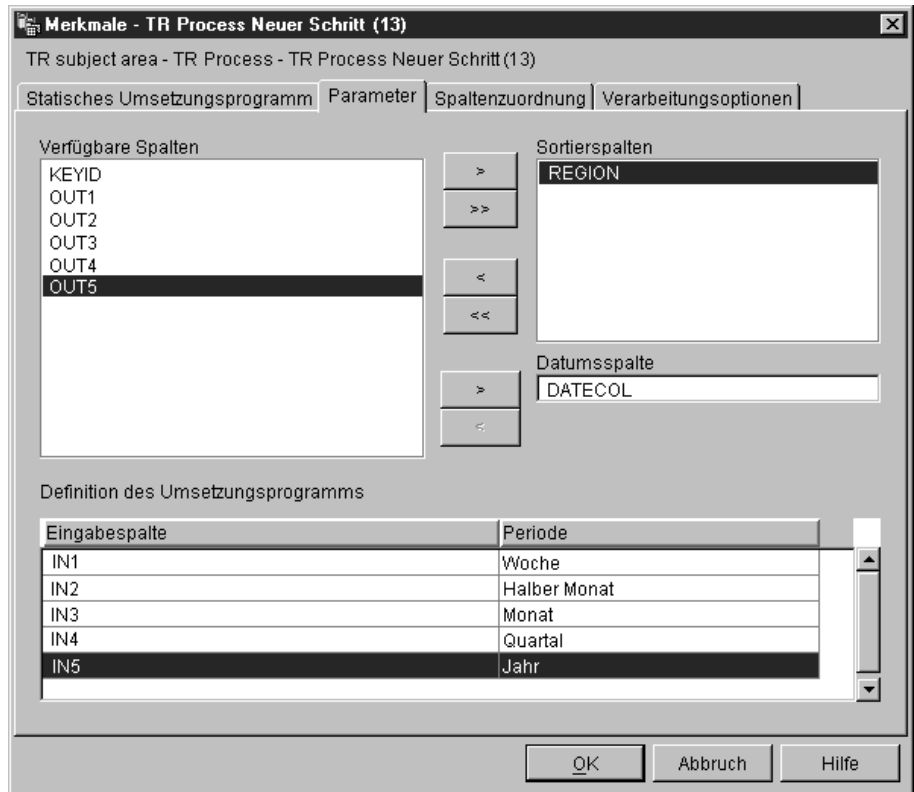 Merkmale - TR Process Neuer Schritt (13)
TR subject area - TR Process - TR Process Neuer Schritt (13)
Statisches Umsetzungsprogramm Parameter Spaltenzuordnung Verarbeitungsoptionen
Verfügbare Spalten
KEYID
OUT1
OUT2
OUT3
OUT4
OUT5
>
>>
<
<<
>
<
Sortierspalten
REGION
Datumsspalte
DATECOL
Definition des Umsetzungsprogramms
Eingabespalte Periode
IN1 Woche
IN2 Halber Monat
IN3 Monat
IN4 Quartal
IN5 Jahr
OK Abbruch Hilfe